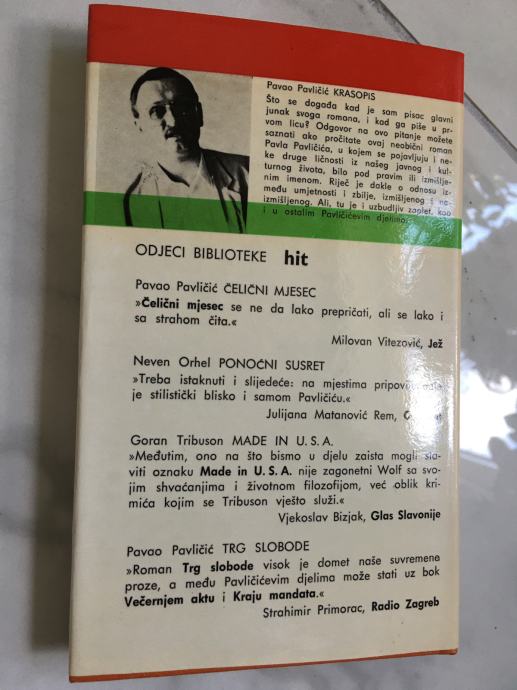 Pavao Pavličić KRASOPIS
Što se događa kad je sam pisac glavni
junak svoga romana, i kad ga piše u pr-
vom licu? Odgovor na ovo pitanje možete
saznati ako pročitate ovaj neobični roman
Pavla Pavličića, u kojem se pojavljuju i ne-
ke druge ličnosti iz našeg javnog i kul-
turnog života, bilo pod pravim ili izmišlje-
nim imenom. Riječ je dakle o odnosu iz-
među umjetnosti i zbilje, izmišljenog i ne-
izmišljenog. Ali, tu je i uzbudljiv zaplet, kao
i u ostalim Pavličićevim djelima.
ODJECI BIBLIOTEKE hit
Pavao Pavličić ČELIČNI MJESEC
»Čelični mjesec se ne da lako prepričati, ali se lako i
sa strahom čita.«
Milovan Vitezović, Jež
Neven Orhel PONOĆNI SUSRET
»Treba istaknuti i slijedeće: na mjestima
je stilistički blisko i samom Pavličiću.«
Julijana Matanović Rem,
Goran Tribuson MADE IN U. S. A.
»Međutim, ono na što bismo u djelu zaista mogli
viti oznaku Made in U. S. A. nije zagonetni Wolf sa svo-
jim shvaćanjima i životnom filozofijom, već oblik kri-
mića kojim se Tribuson vješto služi.«
Vjekoslav Bizjak, Glas Slavonije
Pavao Pavličić TRG SLOBODE
»Roman Trg slobode visok je domet naše suvremene
proze, a među Pavličićevim djelima može stati uz bok
Večernjem aktu i Kraju mandata.«
Strahimir Primorac, Radio Zagreb